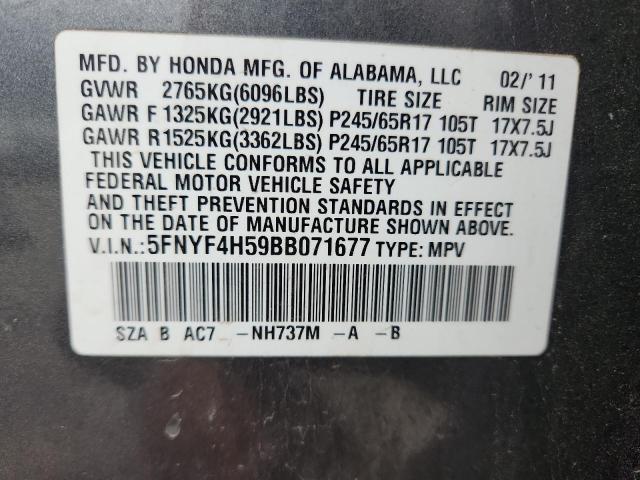 MFD. BY HONDA MFG. OF ALABAMA, LLC 02/'11
GVWR 2765KG(6096LBS) TIRE SIZE RIM SIZE
GAWR F 1325KG(2921LBS) P245/65R17 105T 17X7.5J
GAWR R1525KG(3362LBS) P245/65R17 105T 17X7.5J
THIS VEHICLE CONFORMS TO ALL APPLICABLE
FEDERAL MOTOR VEHICLE SAFETY
AND THEFT PREVENTION STANDARDS IN EFFECT
ON THE DATE OF MANUFACTURE SHOWN ABOVE.
V.I.N.:5FNYF4H59BB071677 TYPE: MPV
SZA B AC7 -NH737M -A -B